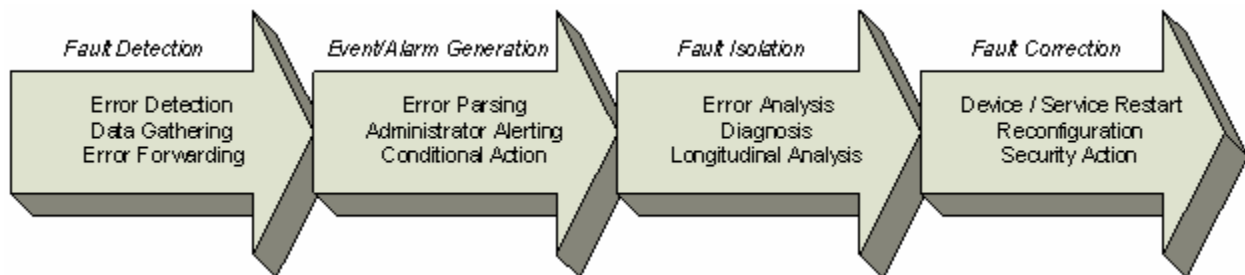 Fault Detection
Error Detection
Data Gathering
Error Forwarding
Event/Alarm Generation
Error Parsing
Administrator Alerting
Conditional Action
Fault Isolation
Error Analysis
Diagnosis
Longitudinal Analysis
Fault Correction
Device / Service Restart
Reconfiguration
Security Action